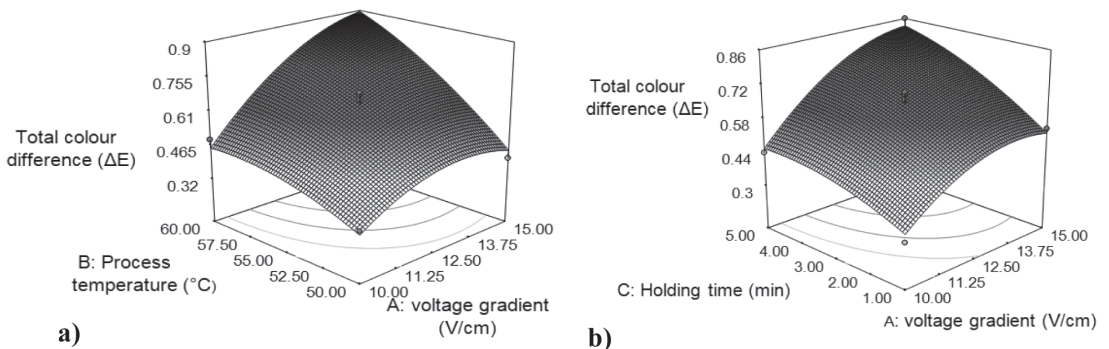 0.9
0.755
0.61
0.465
0.32
Total colour
difference (ΔE)
60.00
57.50
55.00
52.50
50.00
B: Process
temperature (°C)
15.00
13.75
12.50
11.25
10.00
A: voltage gradient
(V/cm)
a)
0.86
0.72
0.58
0.44
0.3
Total colour
difference (ΔE)
5.00
4.00
3.00
2.00
1.00
C: Holding time (min)
15.00
13.75
12.50
11.25
10.00
A: voltage gradient (V/cm)
b)